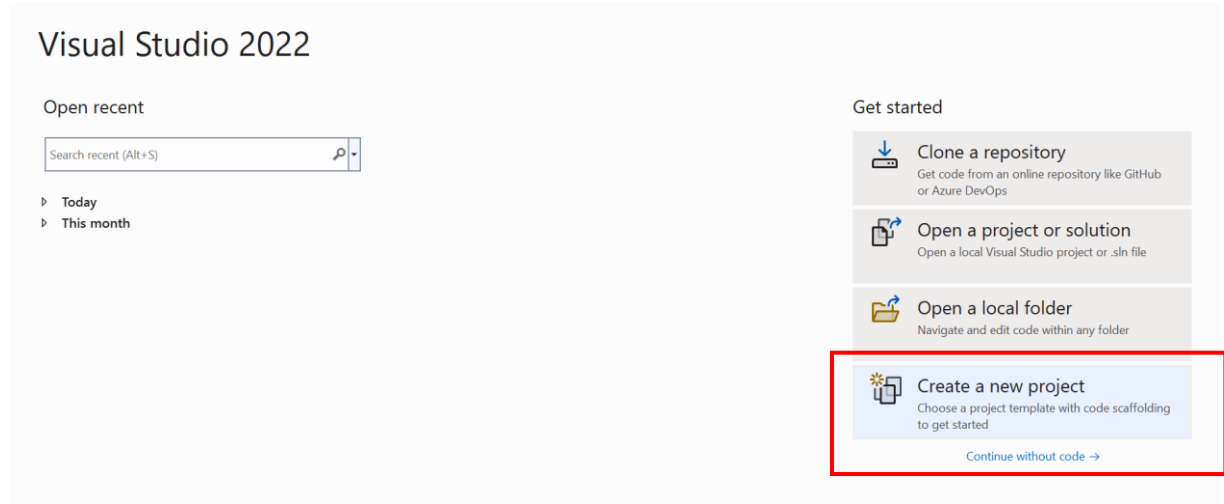 Visual Studio 2022
Open recent
Search recent (Alt+S)
Today
This month
Get started
Clone a repository
Get code from an online repository like GitHub
or Azure DevOps
Open a project or solution
Open a local Visual Studio project or .sln file
Open a local folder
Navigate and edit code within any folder
Create a new project
Choose a project template with code scaffolding
to get started
Continue without code →